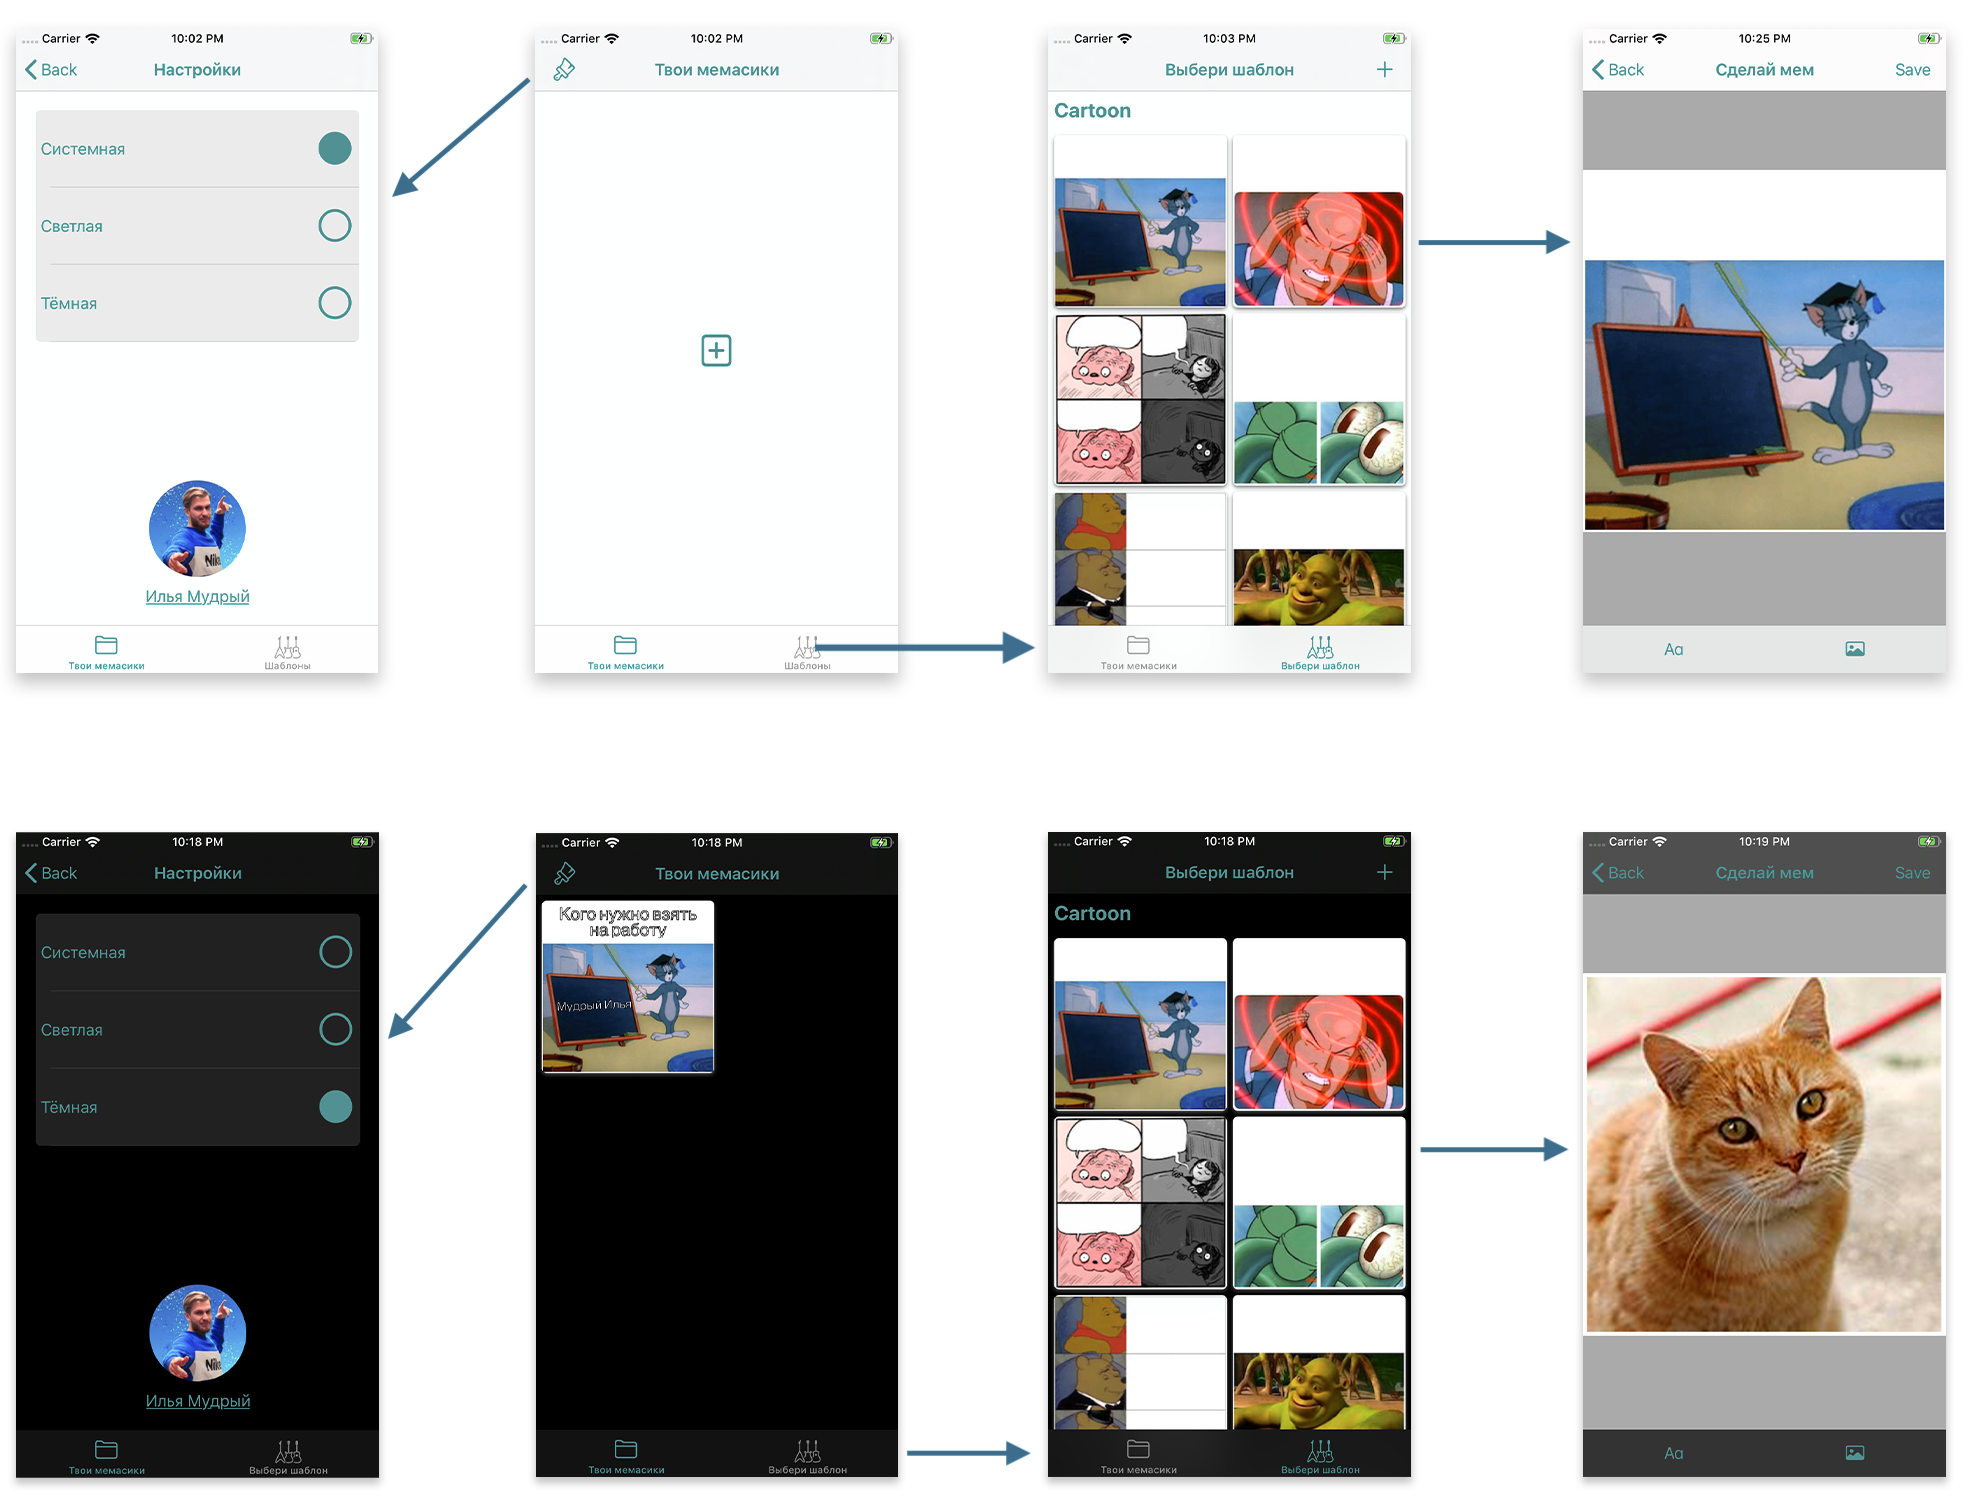 Carrier 10:02 PM
Back Настройки
Системная
Светлая
Тёмная
Nike
Илья Мудрый
Твои мемасики Шаблоны
Carrier 10:02 PM
Твои мемасики
Твои мемасики Шаблоны
Carrier 10:03 PM
Выбери шаблон
Cartoon
Твои мемасики Выбери шаблон
Carrier 10:25 PM
Back Сделай мем Save
Aa
Carrier 10:18 PM
Back Настройки
Системная
Светлая
Тёмная
Nike
Илья Мудрый
Твои мемасики Выбери шаблон
Carrier 10:18 PM
Твои мемасики
Кого нужно взять
на работу
Мудрый Илья
Твои мемасики Выбери шаблон
Carrier 10:18 PM
Выбери шаблон
Cartoon
Твои мемасики Выбери шаблон
Carrier 10:19 PM
Back Сделай мем Save
Aa